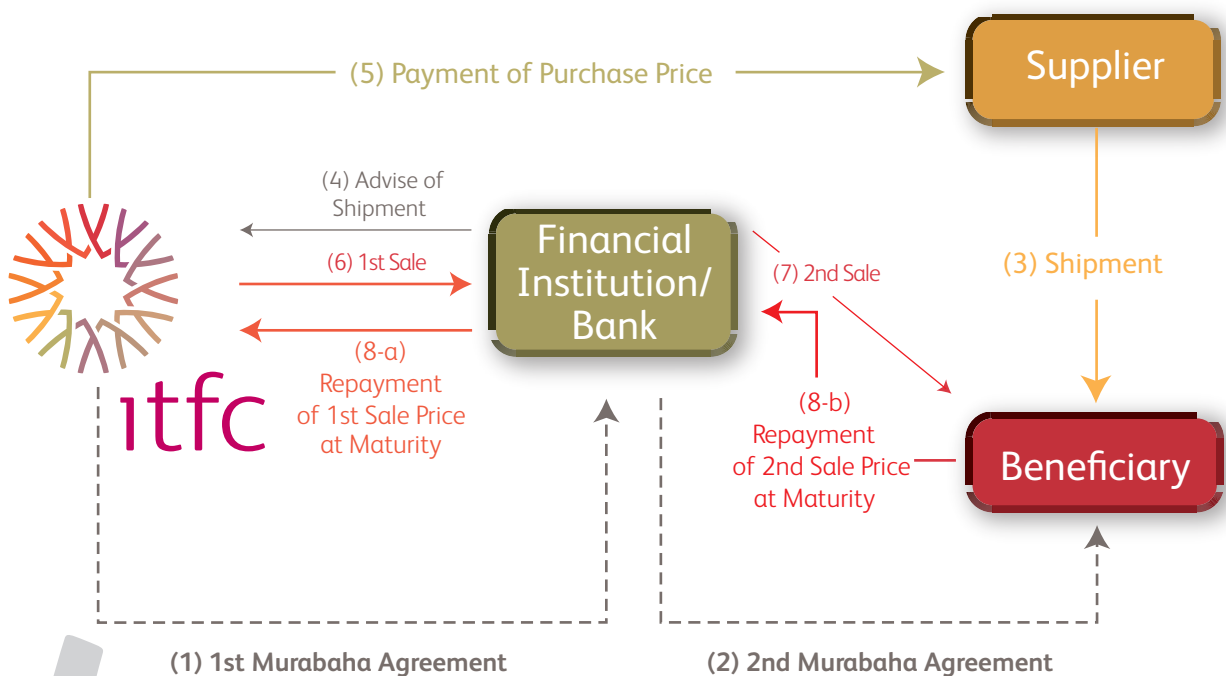 (5) Payment of Purchase Price
Supplier
(4) Advise of
Shipment
Financial
Institution/
Bank
(6) 1st Sale
(7) 2nd Sale
(3) Shipment
(8-a)
Repayment
of 1st Sale Price
at Maturity
itfc
(8-b)
Repayment
of 2nd Sale Price
at Maturity
Beneficiary
(1) 1st Murabaha Agreement
(2) 2nd Murabaha Agreement